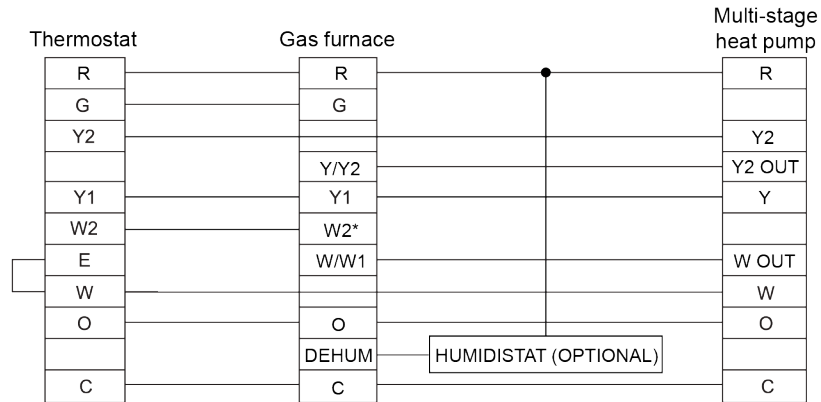 Multi-stage
Thermostat Gas furnace heat pump
R R R
G G
Y2 Y2
Y/Y2 Y2 OUT
Y1 Y1 Y
W2 W2*
E W/W1 W OUT
W W
O O O
DEHUM HUMIDISTAT (OPTIONAL)
C C C